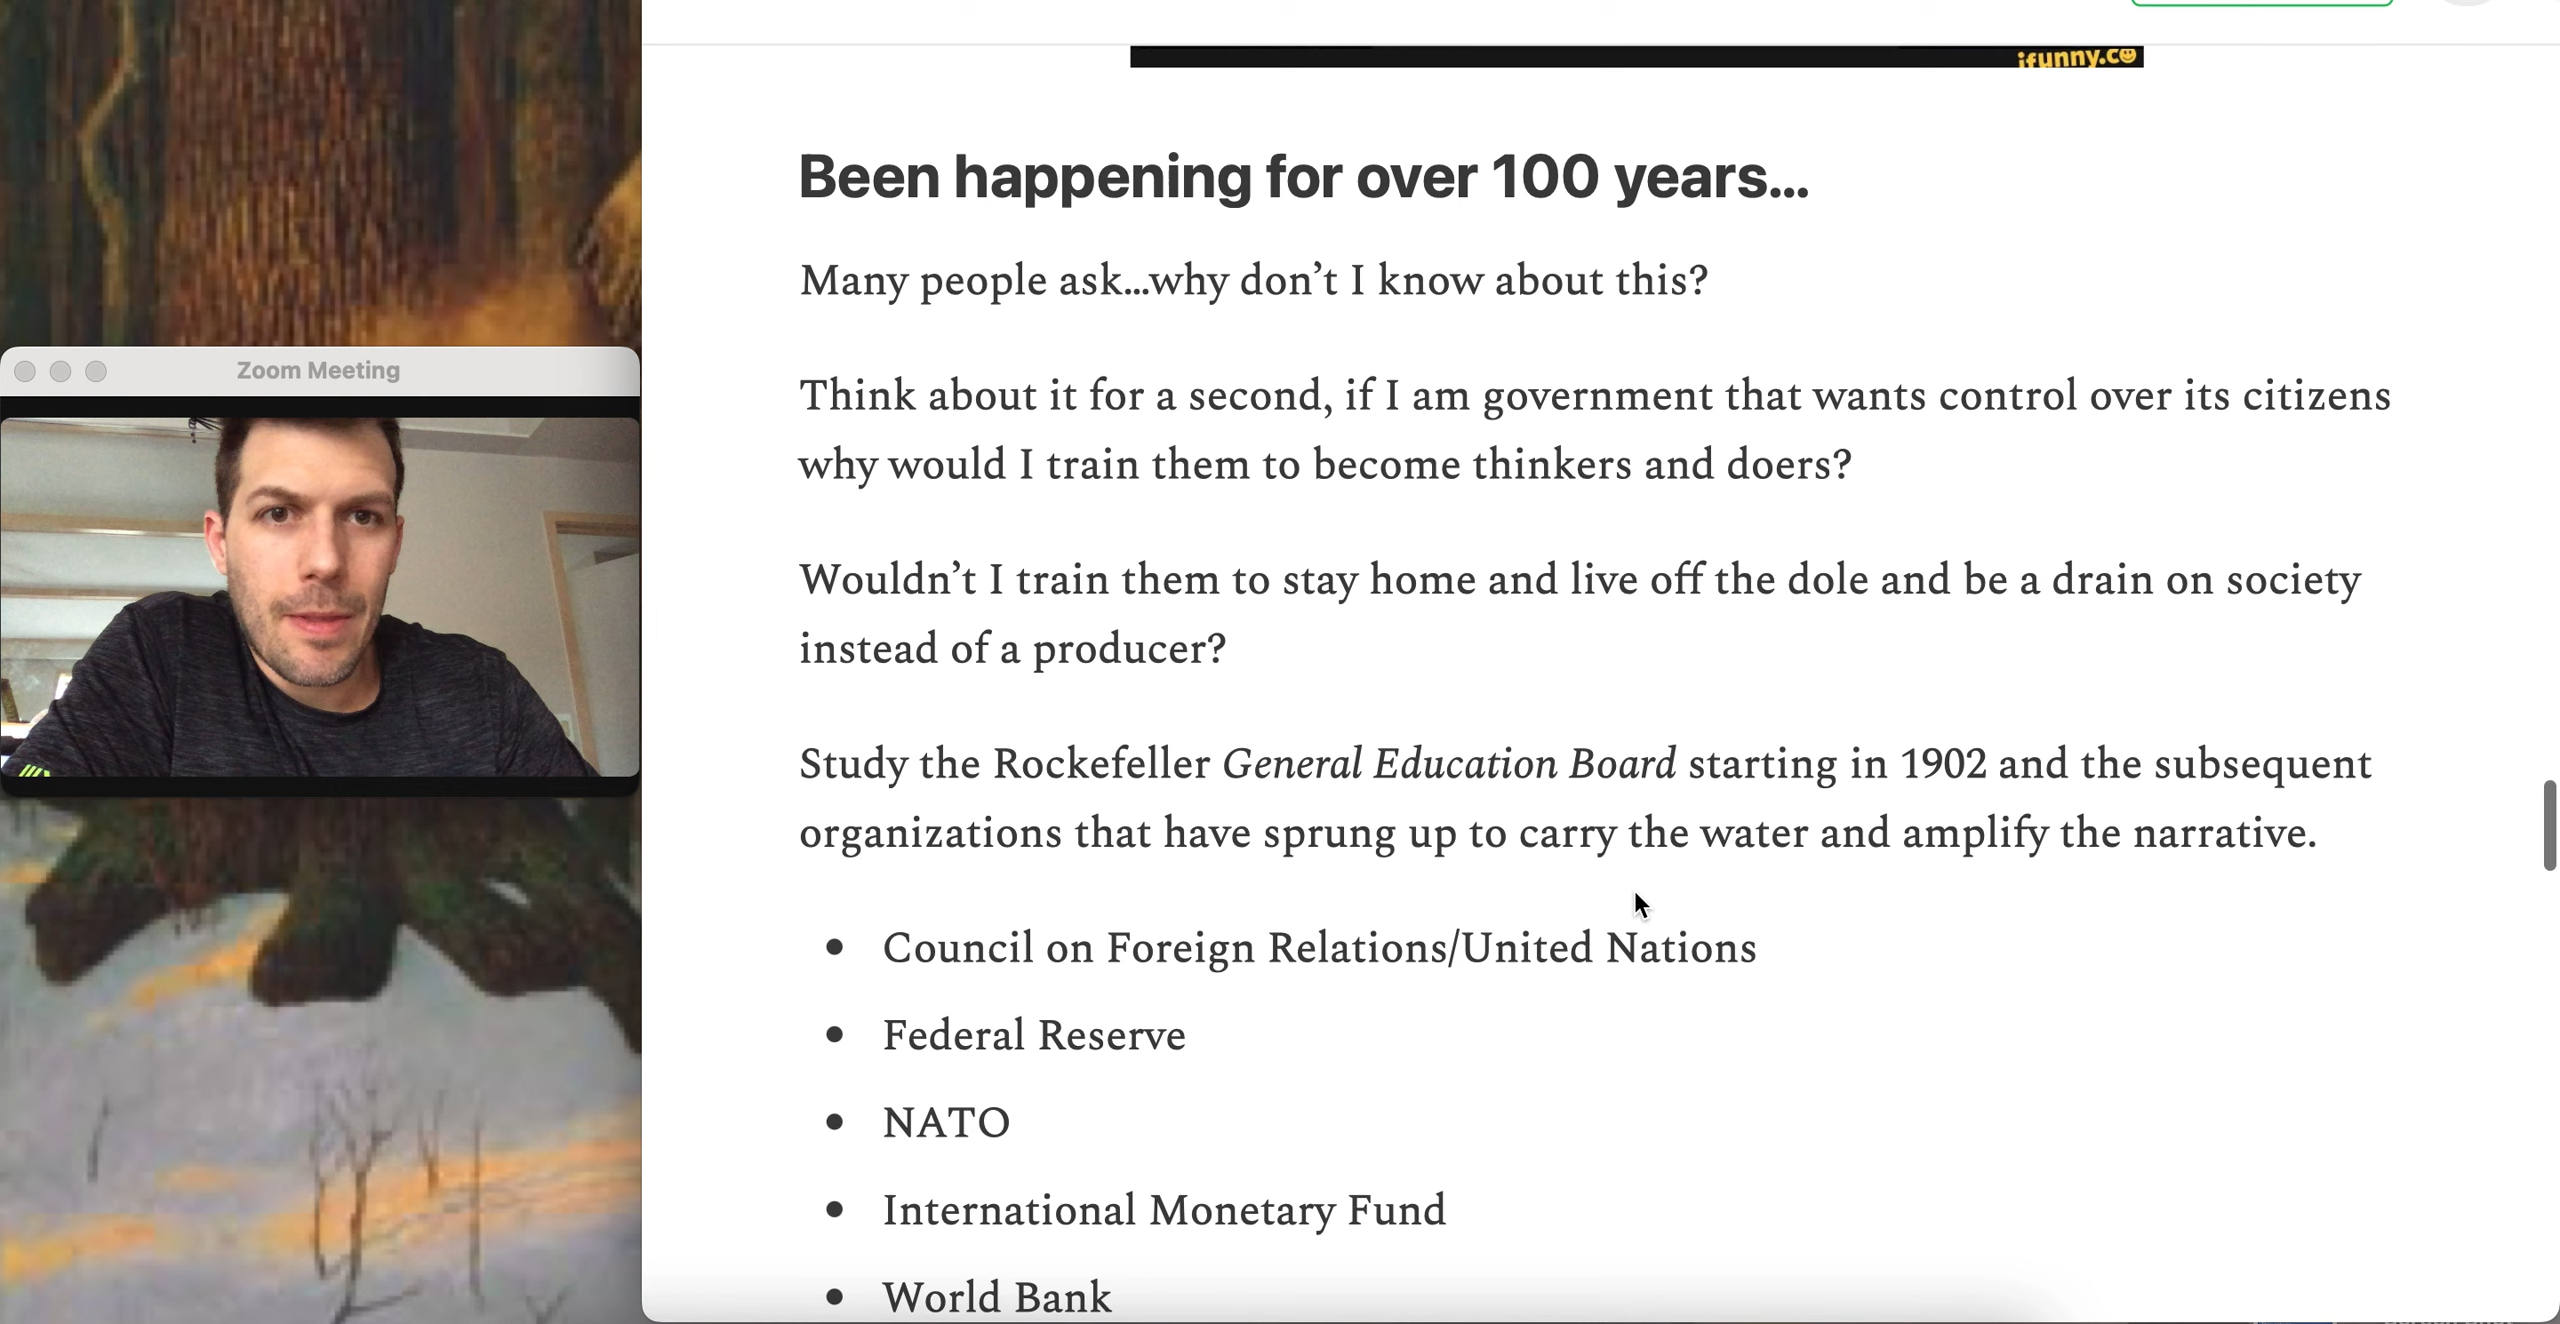 ifunny.co
Been happening for over 100 years...
Many people ask...why don’t I know about this?
Think about it for a second, if I am government that wants control over its citizens
why would I train them to become thinkers and doers?
Wouldn’t I train them to stay home and live off the dole and be a drain on society
instead of a producer?
Study the Rockefeller General Education Board starting in 1902 and the subsequent
organizations that have sprung up to carry the water and amplify the narrative.
Zoom Meeting
• Council on Foreign Relations/United Nations
• Federal Reserve
• NATO
• International Monetary Fund
• World Bank